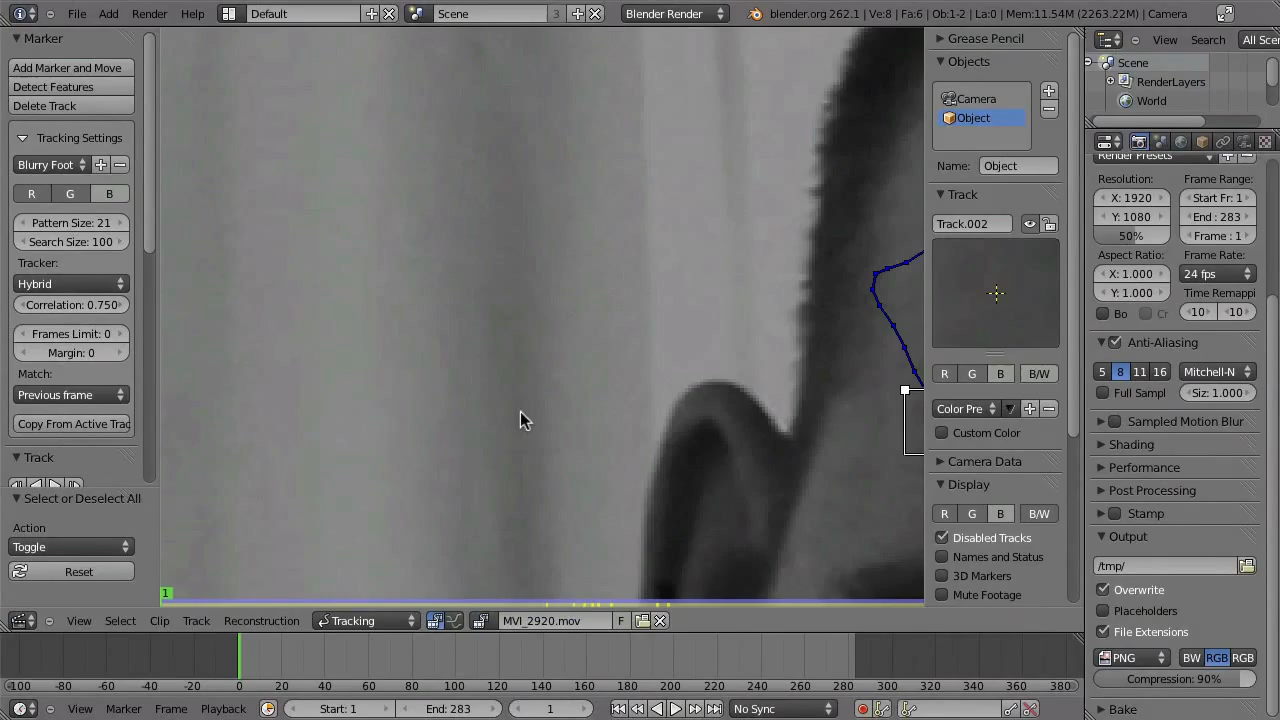 Add Render Window Help Default Scene 3 Blender Render blender.org 262.1 | Ve:8 | Fa:6 | Ob:1-2 | La:0 | Mem:11.54M (2263.22M) | Camera
Marker
Add Marker and Move
Detect Features
Delete Track
Tracking Settings
Blurry Foot
R G B
Pattern Size: 21
Search Size: 100
Tracker:
Hybrid
Correlation: 0.750
Frames Limit: 0
Margin: 0
Match:
Previous frame
Copy From Active Trac
Track
Select or Deselect All
Action
Toggle
Reset
1
Grease Pencil
Objects
Camera
Object
Name: Object
Track
Track.002
R G B B/W
Color Pre
Custom Color
Camera Data
Display
R G B B/W
Disabled Tracks
Names and Status
3D Markers
Mute Footage
View Search All Scen
Scene
RenderLayers
World
Render Presets
Resolution: Frame Range:
X: 1920 Start Fr: 1
Y: 1080 End : 283
50% Frame : 1
Aspect Ratio: Frame Rate:
X: 1.000 24 fps
Y: 1.000 Time Remappi
Bo Cr 10 10
Anti-Aliasing
5 8 11 16 Mitchell-N
Full Sampl Siz: 1.000
Sampled Motion Blur
Shading
Performance
Post Processing
Stamp
Output
/tmp/
Overwrite
Placeholders
File Extensions
PNG BW RGB RGB
Compression: 90%
Bake
View Select Clip Track Reconstruction Tracking MVI_2920.mov F
-100 -80 -60 -40 -20 0 20 40 60 80 100 120 140 160 180 200 220 240 260 280 300 320 340 360 380
View Marker Frame Playback Start: 1 End: 283 1 No Sync